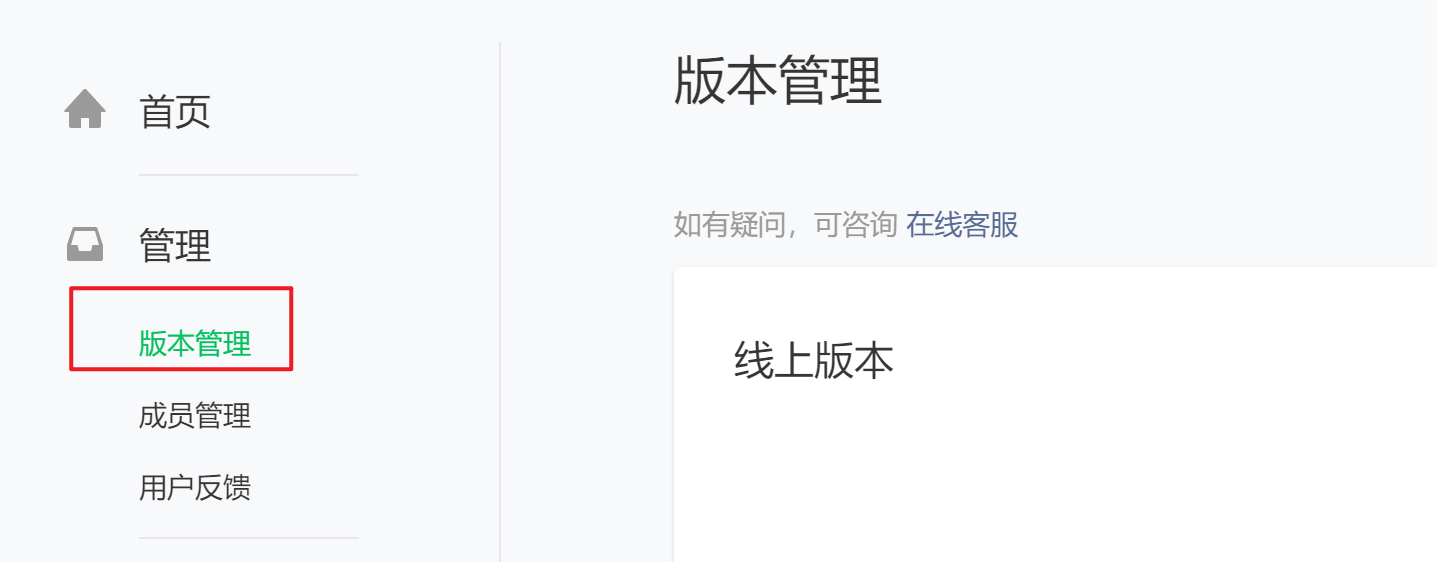 首页
管理
版本管理
成员管理
用户反馈
版本管理
如有疑问，可咨询 在线客服
线上版本